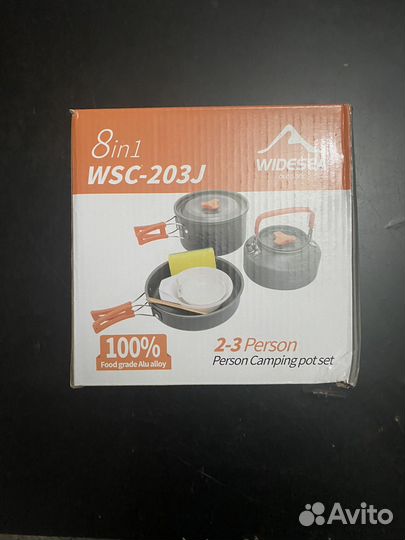 8in1
WSC-203J
WIDESEA
100%
Food grade Alu alloy
2-3 Person
Person Camping pot set
Avito